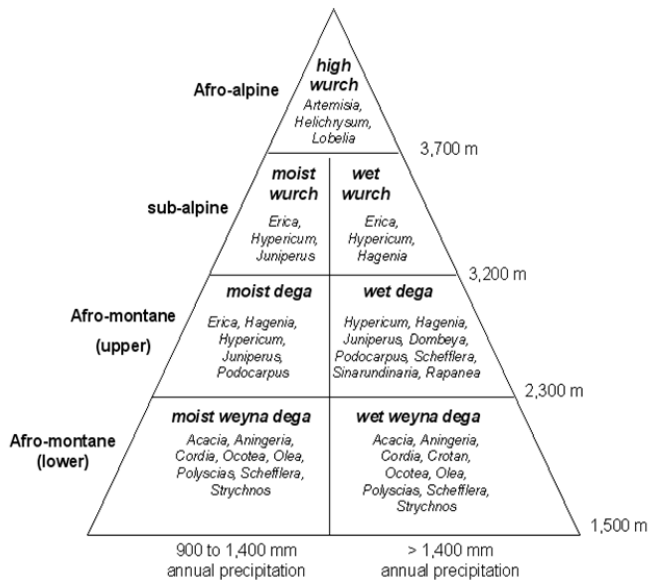 high
wurch
Afro-alpine
Artemisia,
Helichrysum,
Lobelia
3,700 m
moist
wurch
wet
wurch
sub-alpine
Erica,
Hypericum,
Juniperus
Erica,
Hypericum,
Hagenia
3,200 m
moist dega
wet dega
Afro-montane
(upper)
Erica, Hagenia,
Hypericum,
Juniperus,
Podocarpus
Hypericum, Hagenia,
Juniperus, Dombeya,
Podocarpus, Schefflera,
Sinarundinaria, Rapanea
2,300 m
moist weyna dega
wet weyna dega
Afro-montane
(lower)
Acacia, Aningeria,
Cordia, Ocotea, Olea,
Polyscias, Schefflera,
Strychnos
Acacia, Aningeria,
Cordia, Crotan,
Ocotea, Olea,
Polyscias, Schefflera,
Strychnos
1,500 m
900 to 1,400 mm
annual precipitation
> 1,400 mm
annual precipitation